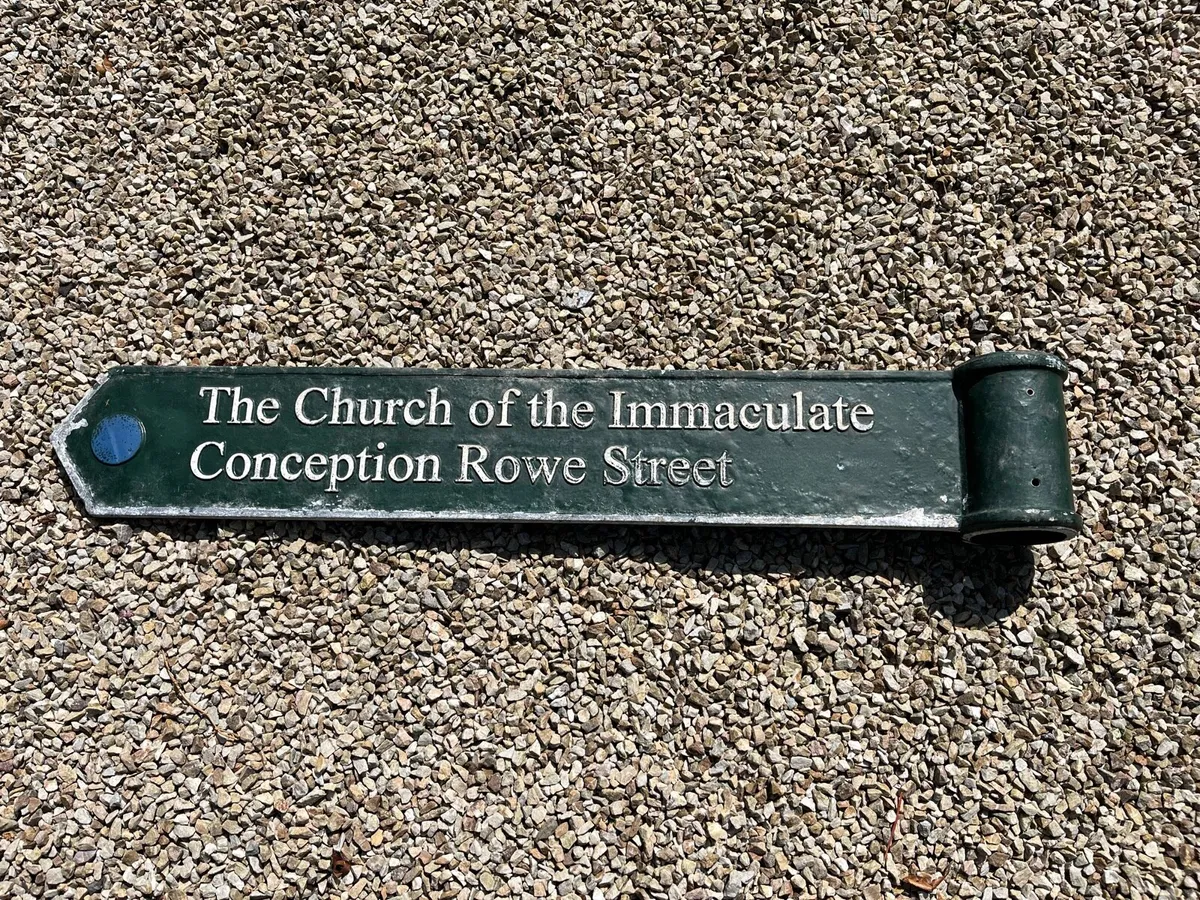 The Church of the Immaculate
Conception Rowe Street